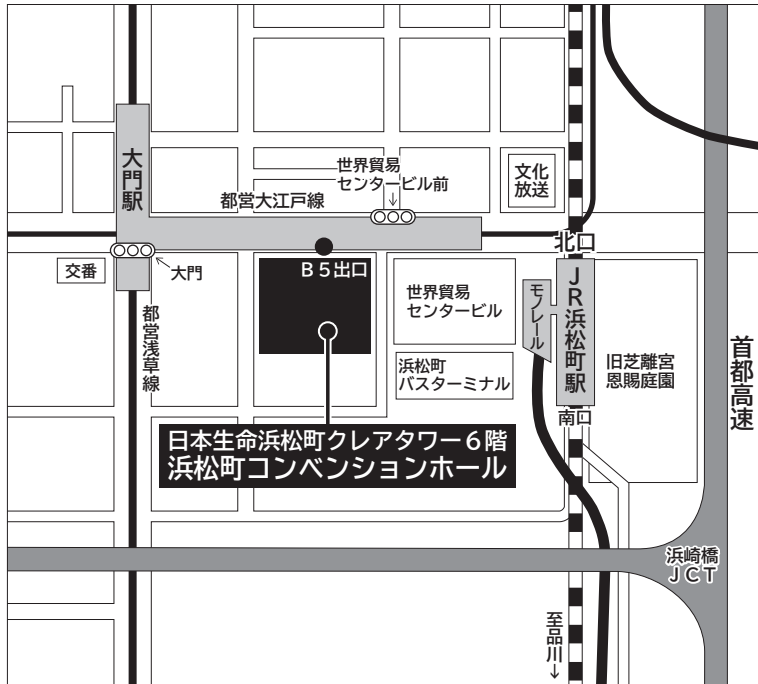 大門駅
世界貿易
センタービル前
↓
都営大江戸線
文化
放送
北口
交番
大門
B5出口
都営浅草線
世界貿易
センタービル
モノレール
JR浜松町駅
浜松町
バスターミナル
旧芝離宮
恩賜庭園
首都高速
南口
日本生命浜松町クレアタワー6階
浜松町コンベンションホール
浜崎橋
JCT
至品川
↓